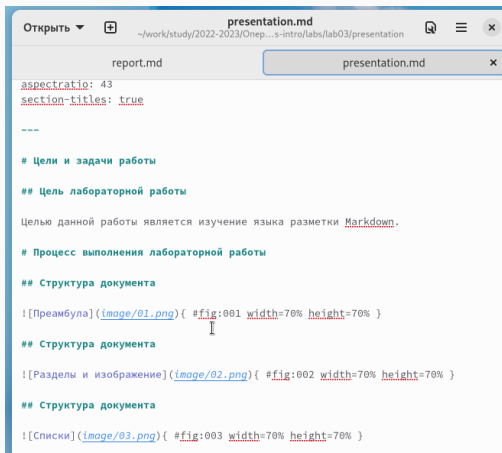 Открыть
presentation.md
~/work/study/2022-2023/Опер...s-intro/labs/lab03/presentation
report.md
presentation.md
aspectratio: 43
section-titles: true
---
# Цели и задачи работы
## Цель лабораторной работы
Целью данной работы является изучение языка разметки Markdown.
# Процесс выполнения лабораторной работы
## Структура документа
![Преамбула](image/01.png){ #fig:001 width=70% height=70% }
## Структура документа
![Разделы и изображение](image/02.png){ #fig:002 width=70% height=70% }
## Структура документа
![Списки](image/03.png){ #fig:003 width=70% height=70% }